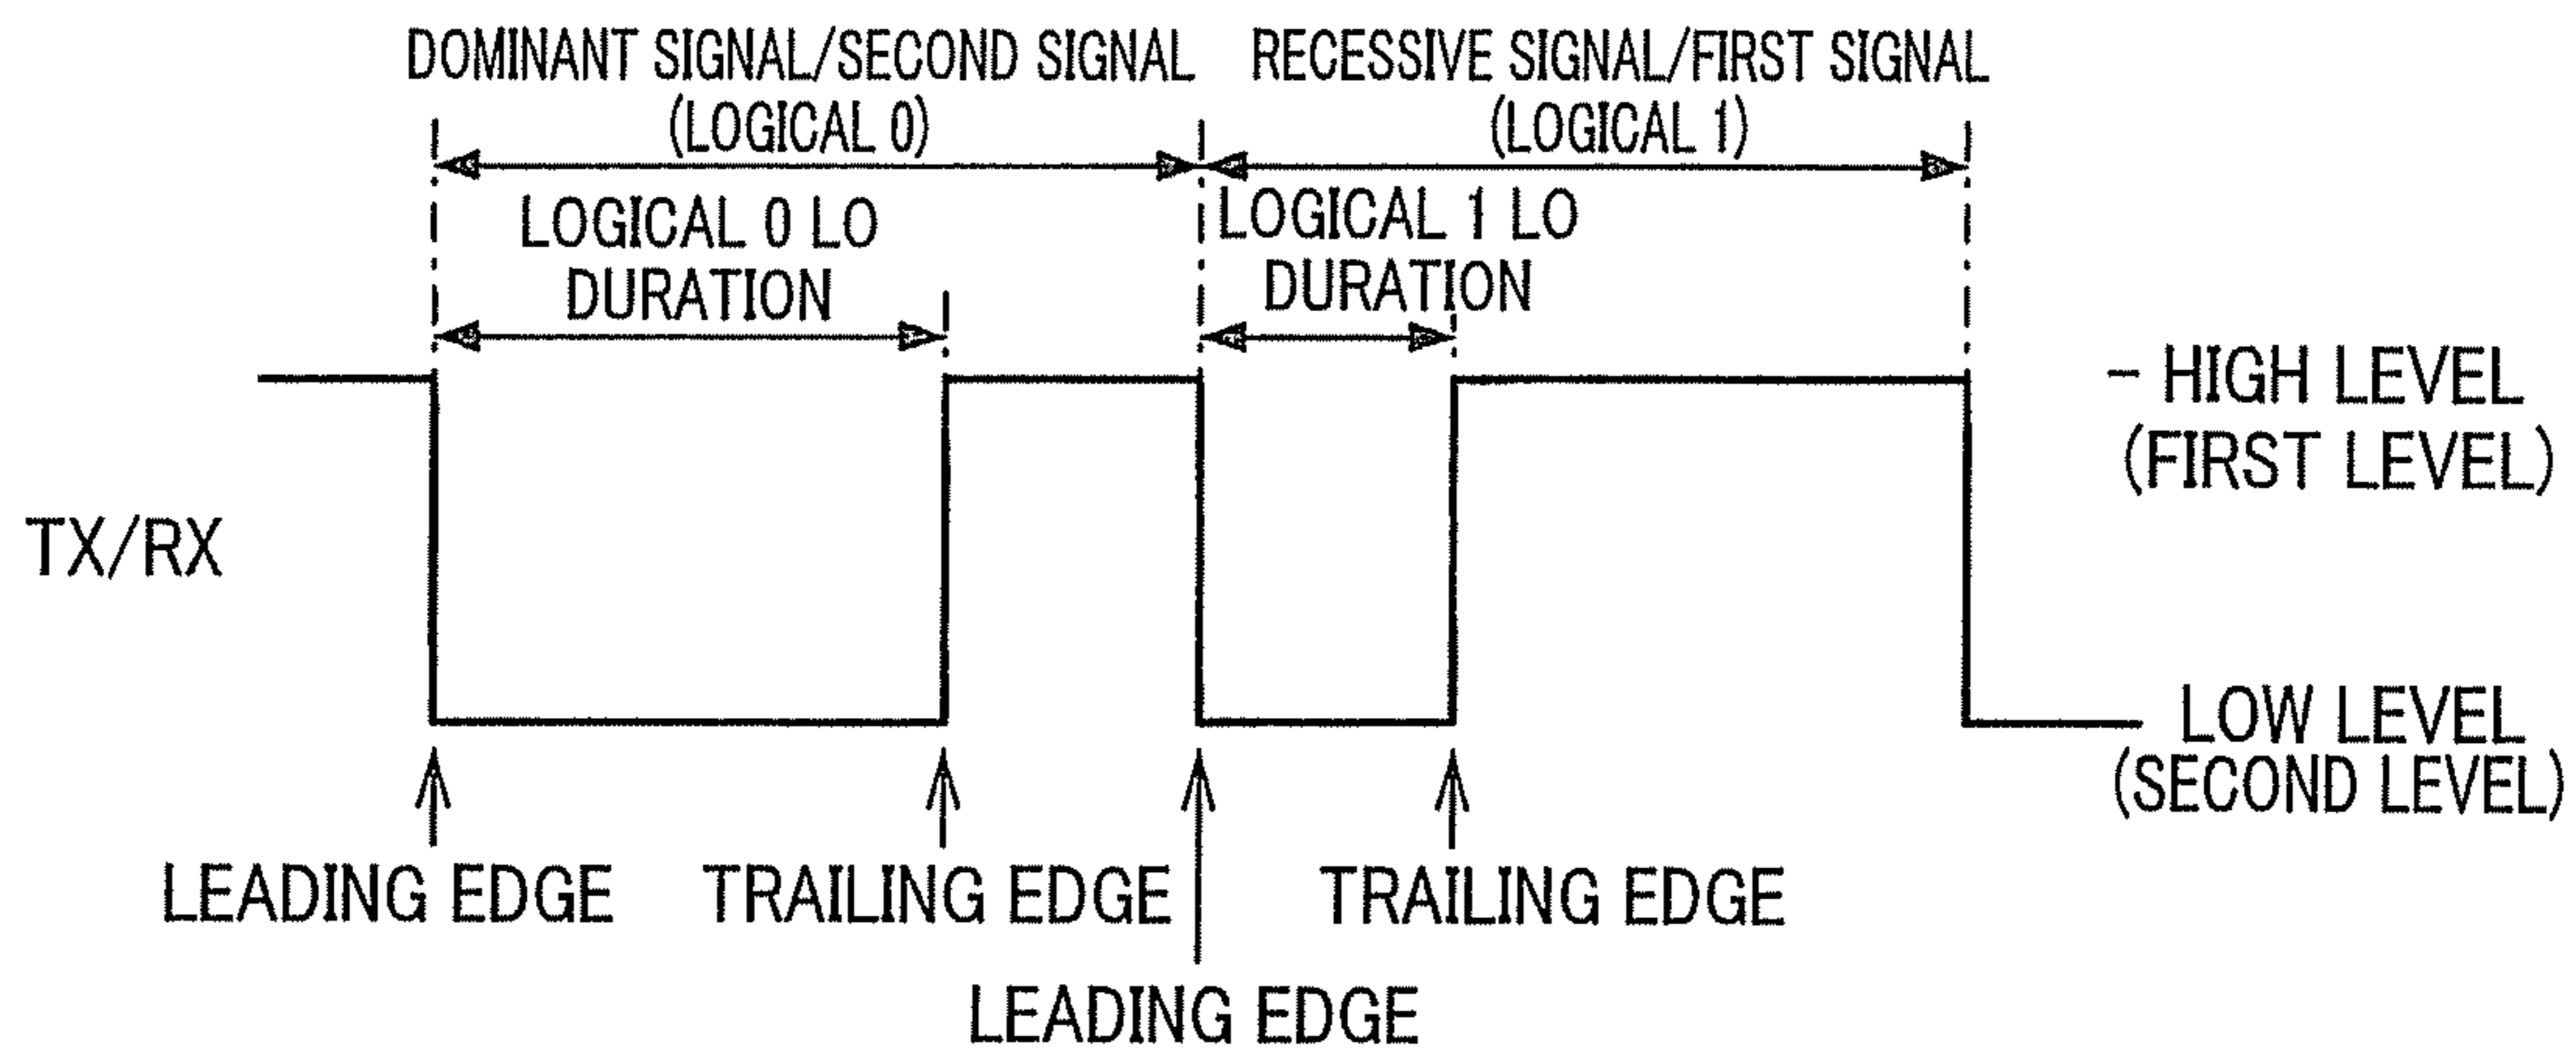 DOMINANT SIGNAL/SECOND SIGNAL
(LOGICAL 0)
RECESSIVE SIGNAL/FIRST SIGNAL
(LOGICAL 1)
LOGICAL 0 LO
DURATION
LOGICAL 1 LO
DURATION
- HIGH LEVEL
(FIRST LEVEL)
TX/RX
LOW LEVEL
(SECOND LEVEL)
LEADING EDGE
TRAILING EDGE
LEADING EDGE
TRAILING EDGE